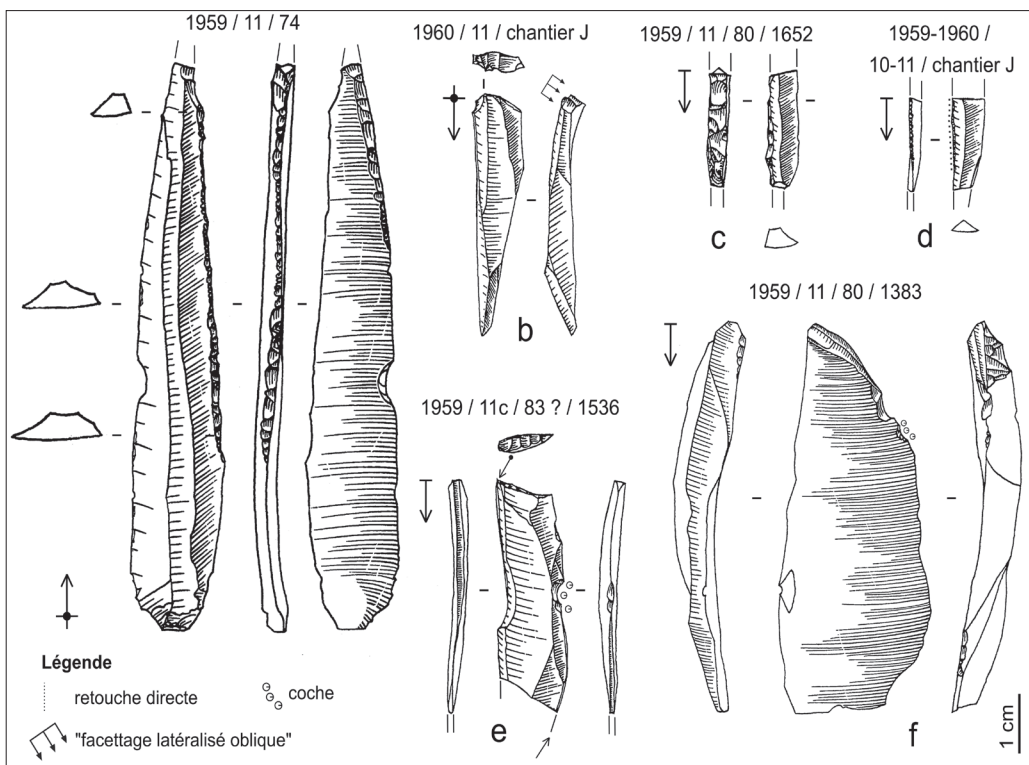 1959 / 11 / 74
1960 / 11 / chantier J
1959 / 11 / 80 / 1652
1959-1960 /
10-11 / chantier J
b
c
d
1959 / 11 / 80 / 1383
1959 / 11c / 83 ? / 1536
Légende
retouche directe
coche
"facettage latéralisé oblique"
e
f
1 cm